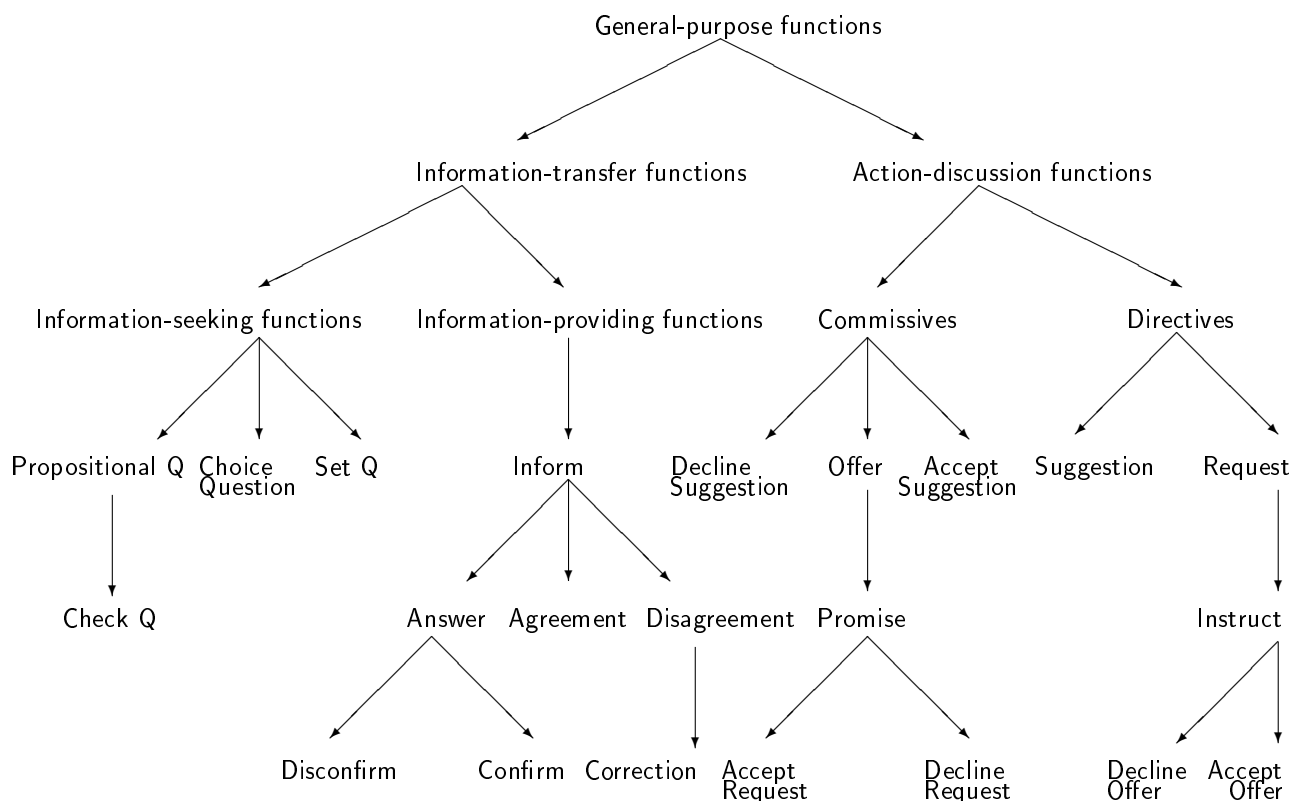 General-purpose functions
Information-transfer functions
Action-discussion functions
Information-seeking functions
Information-providing functions
Commissives
Directives
Propositional Q
Choice
Question
Set Q
Inform
Decline
Suggestion
Offer
Accept
Suggestion
Suggestion
Request
Check Q
Answer
Agreement
Disagreement
Promise
Instruct
Disconfirm
Confirm
Correction
Accept
Request
Decline
Request
Decline
Offer
Accept
Offer